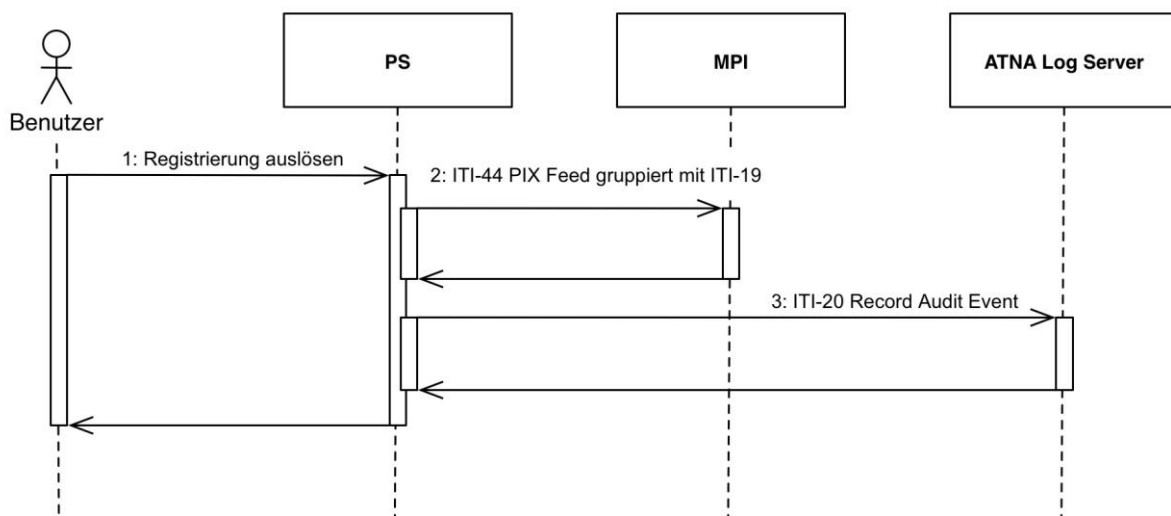 PS
MPI
ATNA Log Server
Benutzer
1: Registrierung auslösen
2: ITI-44 PIX Feed gruppiert mit ITI-19
3: ITI-20 Record Audit Event